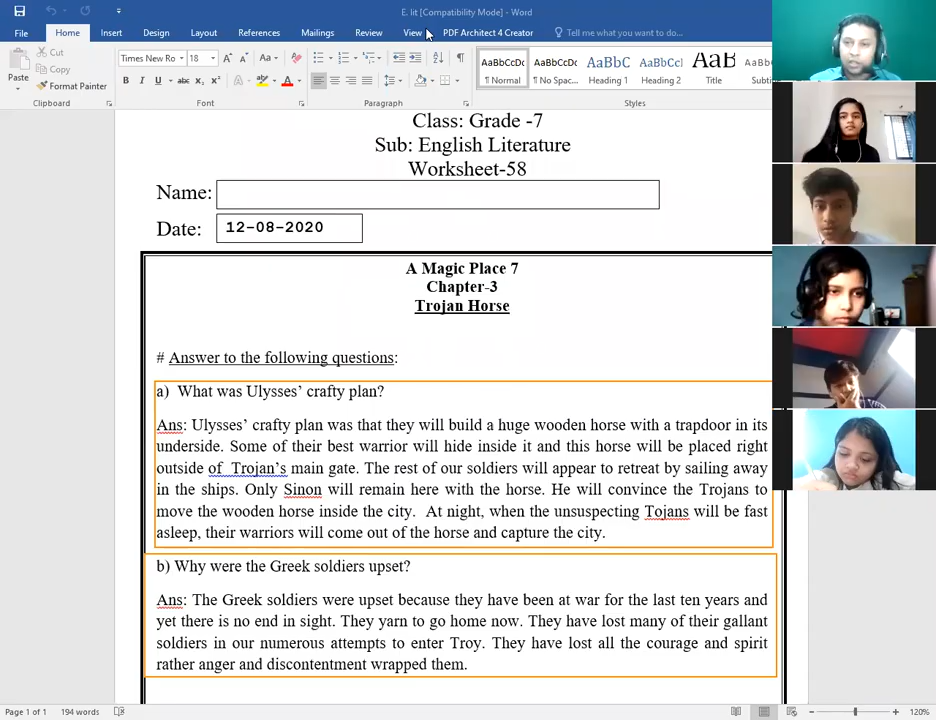 E. lit [Compatibility Mode] - Word
File Home Insert Design Layout References Mailings Review View PDF Architect 4 Creator Tell me what you want to do...
Paste Cut Copy Format Painter
Times New Ro 18 Aa
B I U abc X₂ X² A
AaBbCcDc AaBbCcDc AaBbC AaBbCc AaB AaBbC
¶ Normal ¶ No Spac... Heading 1 Heading 2 Title Subti
Clipboard Font Paragraph Styles
Class: Grade -7
Sub: English Literature
Worksheet-58
Name:
Date: 12-08-2020
A Magic Place 7
Chapter-3
Trojan Horse
# Answer to the following questions:
a) What was Ulysses’ crafty plan?
Ans: Ulysses’ crafty plan was that they will build a huge wooden horse with a trapdoor in its
underside. Some of their best warrior will hide inside it and this horse will be placed right
outside of Trojan’s main gate. The rest of our soldiers will appear to retreat by sailing away
in the ships. Only Sinon will remain here with the horse. He will convince the Trojans to
move the wooden horse inside the city. At night, when the unsuspecting Tojans will be fast
asleep, their warriors will come out of the horse and capture the city.
b) Why were the Greek soldiers upset?
Ans: The Greek soldiers were upset because they have been at war for the last ten years and
yet there is no end in sight. They yarn to go home now. They have lost many of their gallant
soldiers in our numerous attempts to enter Troy. They have lost all the courage and spirit
rather anger and discontentment wrapped them.
Page 1 of 1 194 words 120%